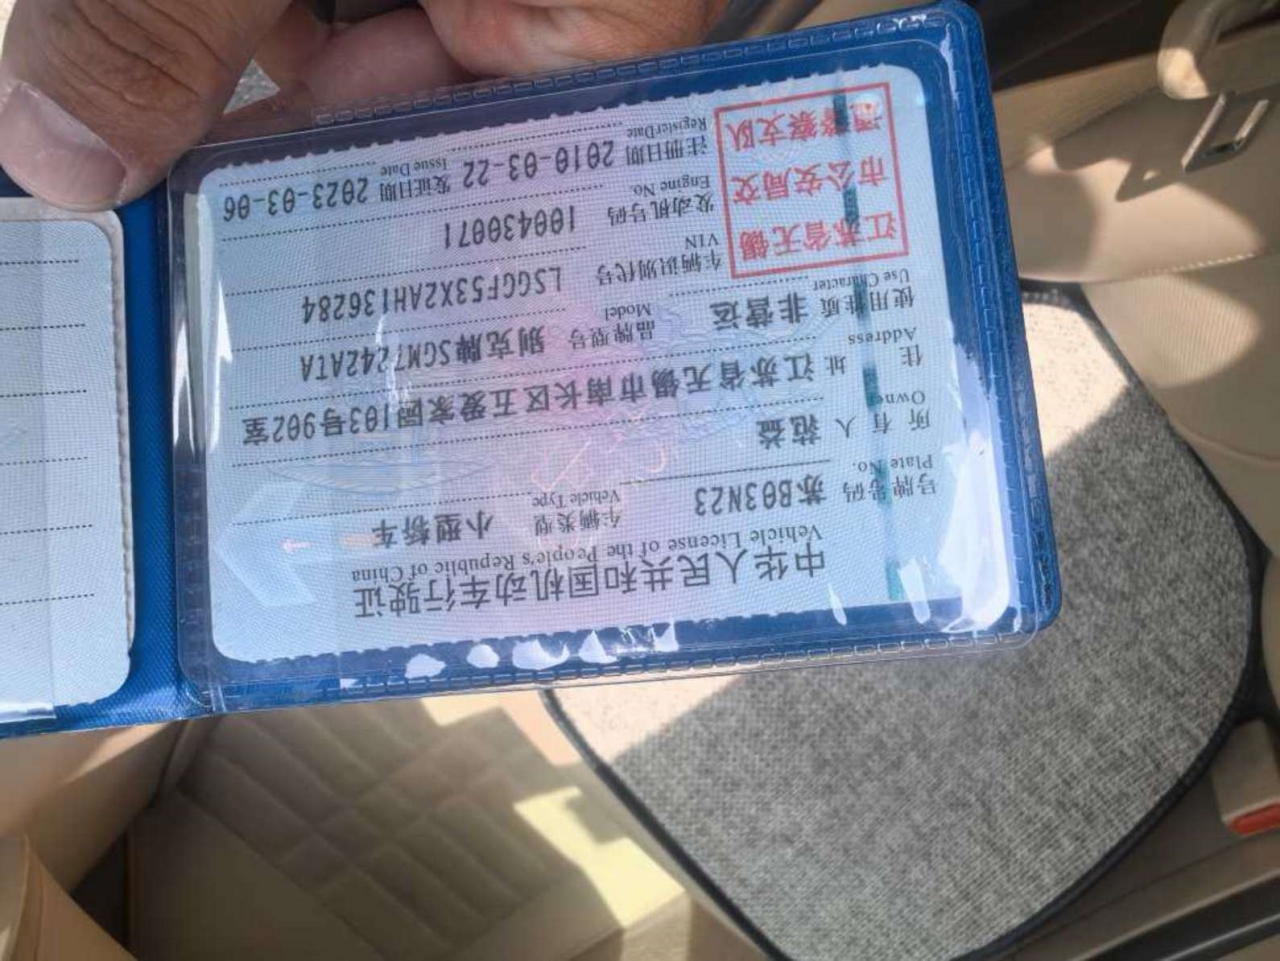 中华人民共和国机动车行驶证
Vehicle License of the People's Republic of China
号牌号码 苏B03N23 车辆类型 小型轿车
Plate No. Vehicle Type
所有人 范益
Owner
住址 江苏省无锡市南长区五爱家园103号902室
Address
使用性质 非营运 品牌型号 别克牌SGM7242ATA
Use Character Model
江苏省无锡
市公安局交
通警察支队
车辆识别代号 LSGGF53X2AH136284
VIN
发动机号码 100430071
Engine No.
注册日期 2010-03-22 发证日期 2023-03-06
Register Date Issue Date